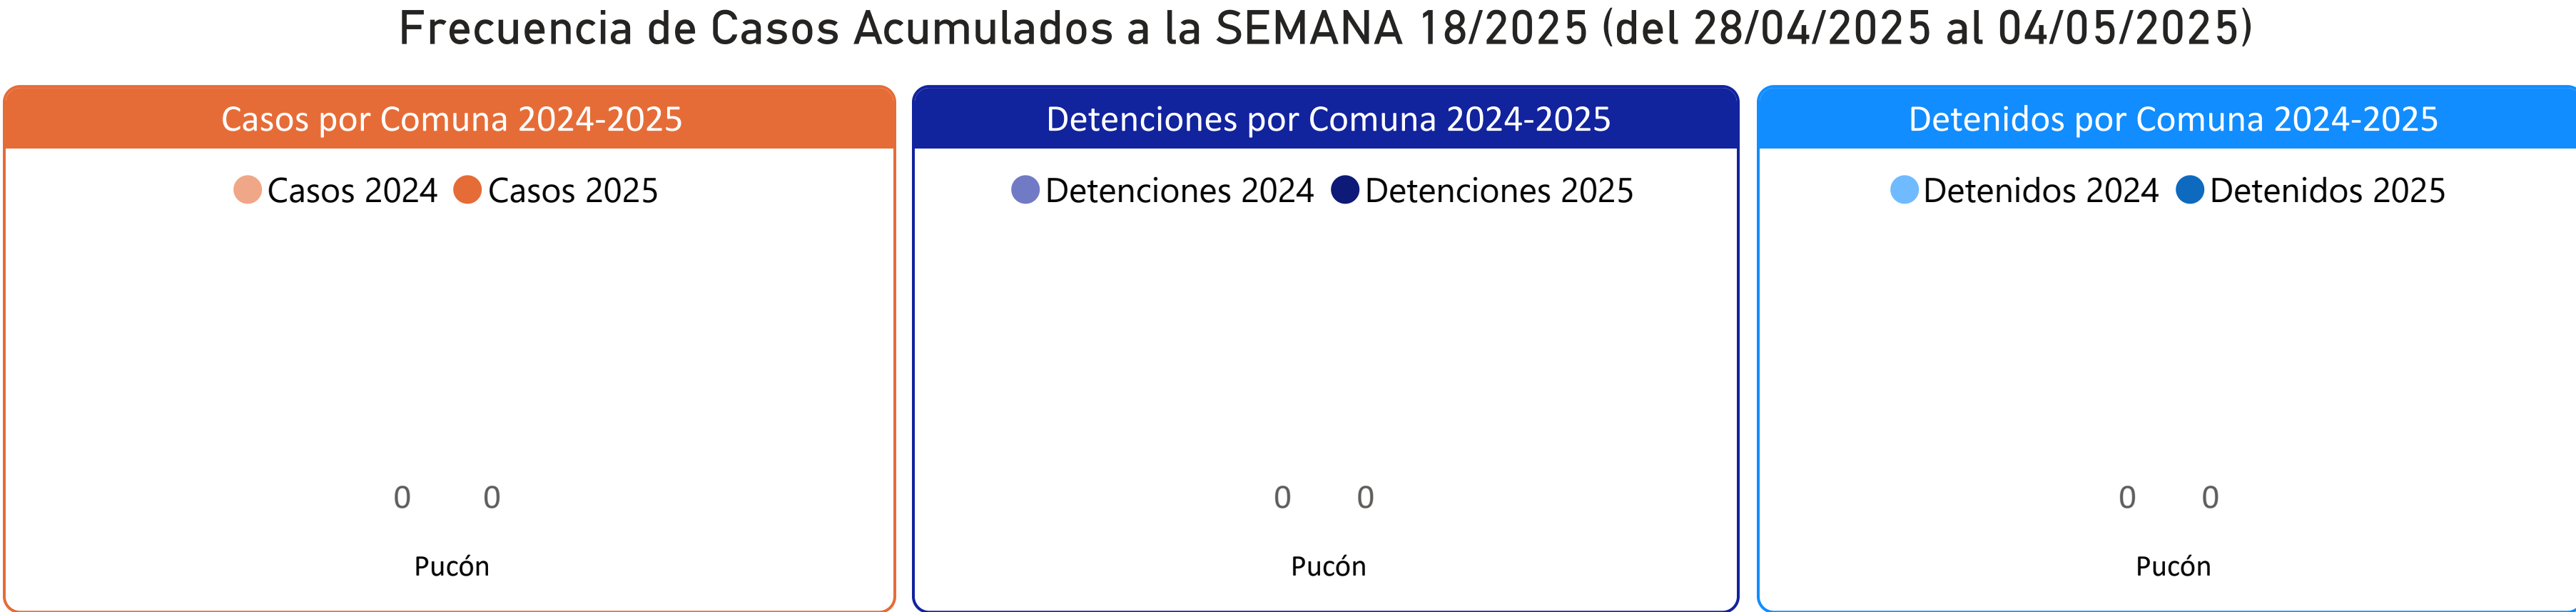 Frecuencia de Casos Acumulados a la SEMANA 18/2025 (del 28/04/2025 al 04/05/2025)
Casos por Comuna 2024-2025
Casos 2024 Casos 2025
0 0
Pucón
Detenciones por Comuna 2024-2025
Detenciones 2024 Detenciones 2025
0 0
Pucón
Detenidos por Comuna 2024-2025
Detenidos 2024 Detenidos 2025
0 0
Pucón